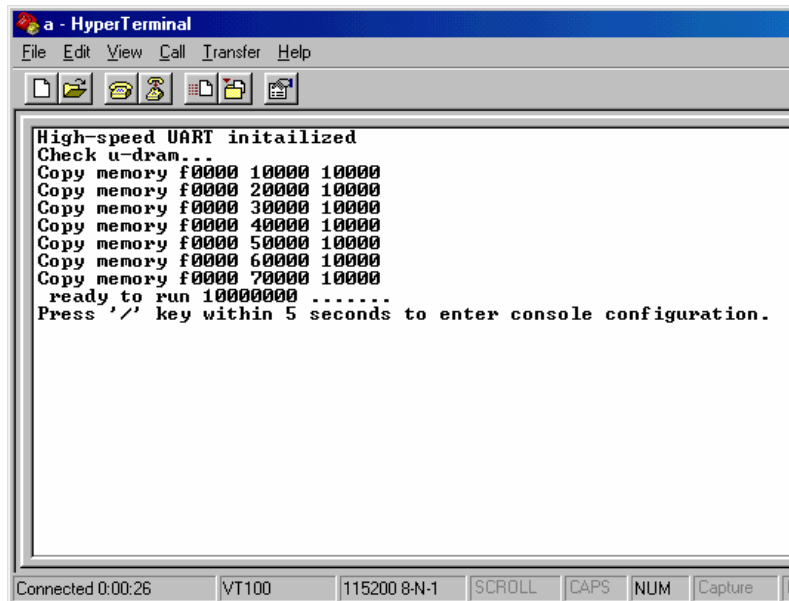 a - HyperTerminal
File Edit View Call Transfer Help
High-speed UART initailized
Check u-dram...
Copy memory f0000 10000 10000
Copy memory f0000 20000 10000
Copy memory f0000 30000 10000
Copy memory f0000 40000 10000
Copy memory f0000 50000 10000
Copy memory f0000 60000 10000
Copy memory f0000 70000 10000
ready to run 10000000 .......
Press '/' key within 5 seconds to enter console configuration.
Connected 0:00:26 VT100 115200 8-N-1 SCROLL CAPS NUM Capture